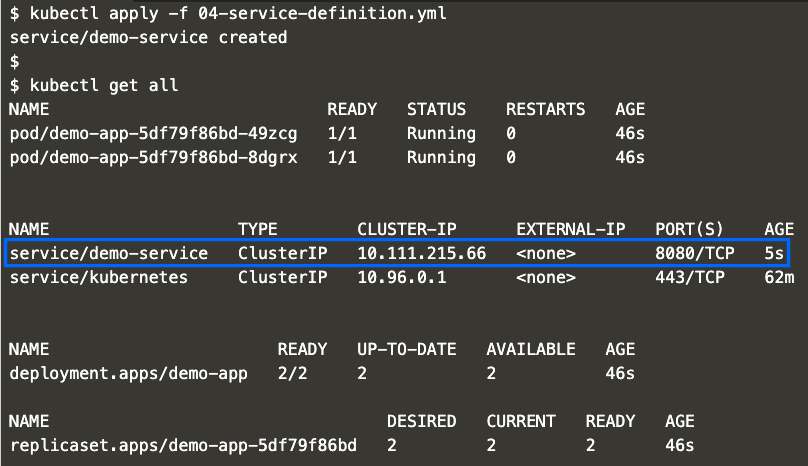 $ kubectl apply -f 04-service-definition.yml
service/demo-service created
$
$ kubectl get all
NAME READY STATUS RESTARTS AGE
pod/demo-app-5df79f86bd-49zcg 1/1 Running 0 46s
pod/demo-app-5df79f86bd-8dgrx 1/1 Running 0 46s
NAME TYPE CLUSTER-IP EXTERNAL-IP PORT(S) AGE
service/demo-service ClusterIP 10.111.215.66 <none> 8080/TCP 5s
service/kubernetes ClusterIP 10.96.0.1 <none> 443/TCP 62m
NAME READY UP-TO-DATE AVAILABLE AGE
deployment.apps/demo-app 2/2 2 2 46s
NAME DESIRED CURRENT READY AGE
replicaset.apps/demo-app-5df79f86bd 2 2 2 46s